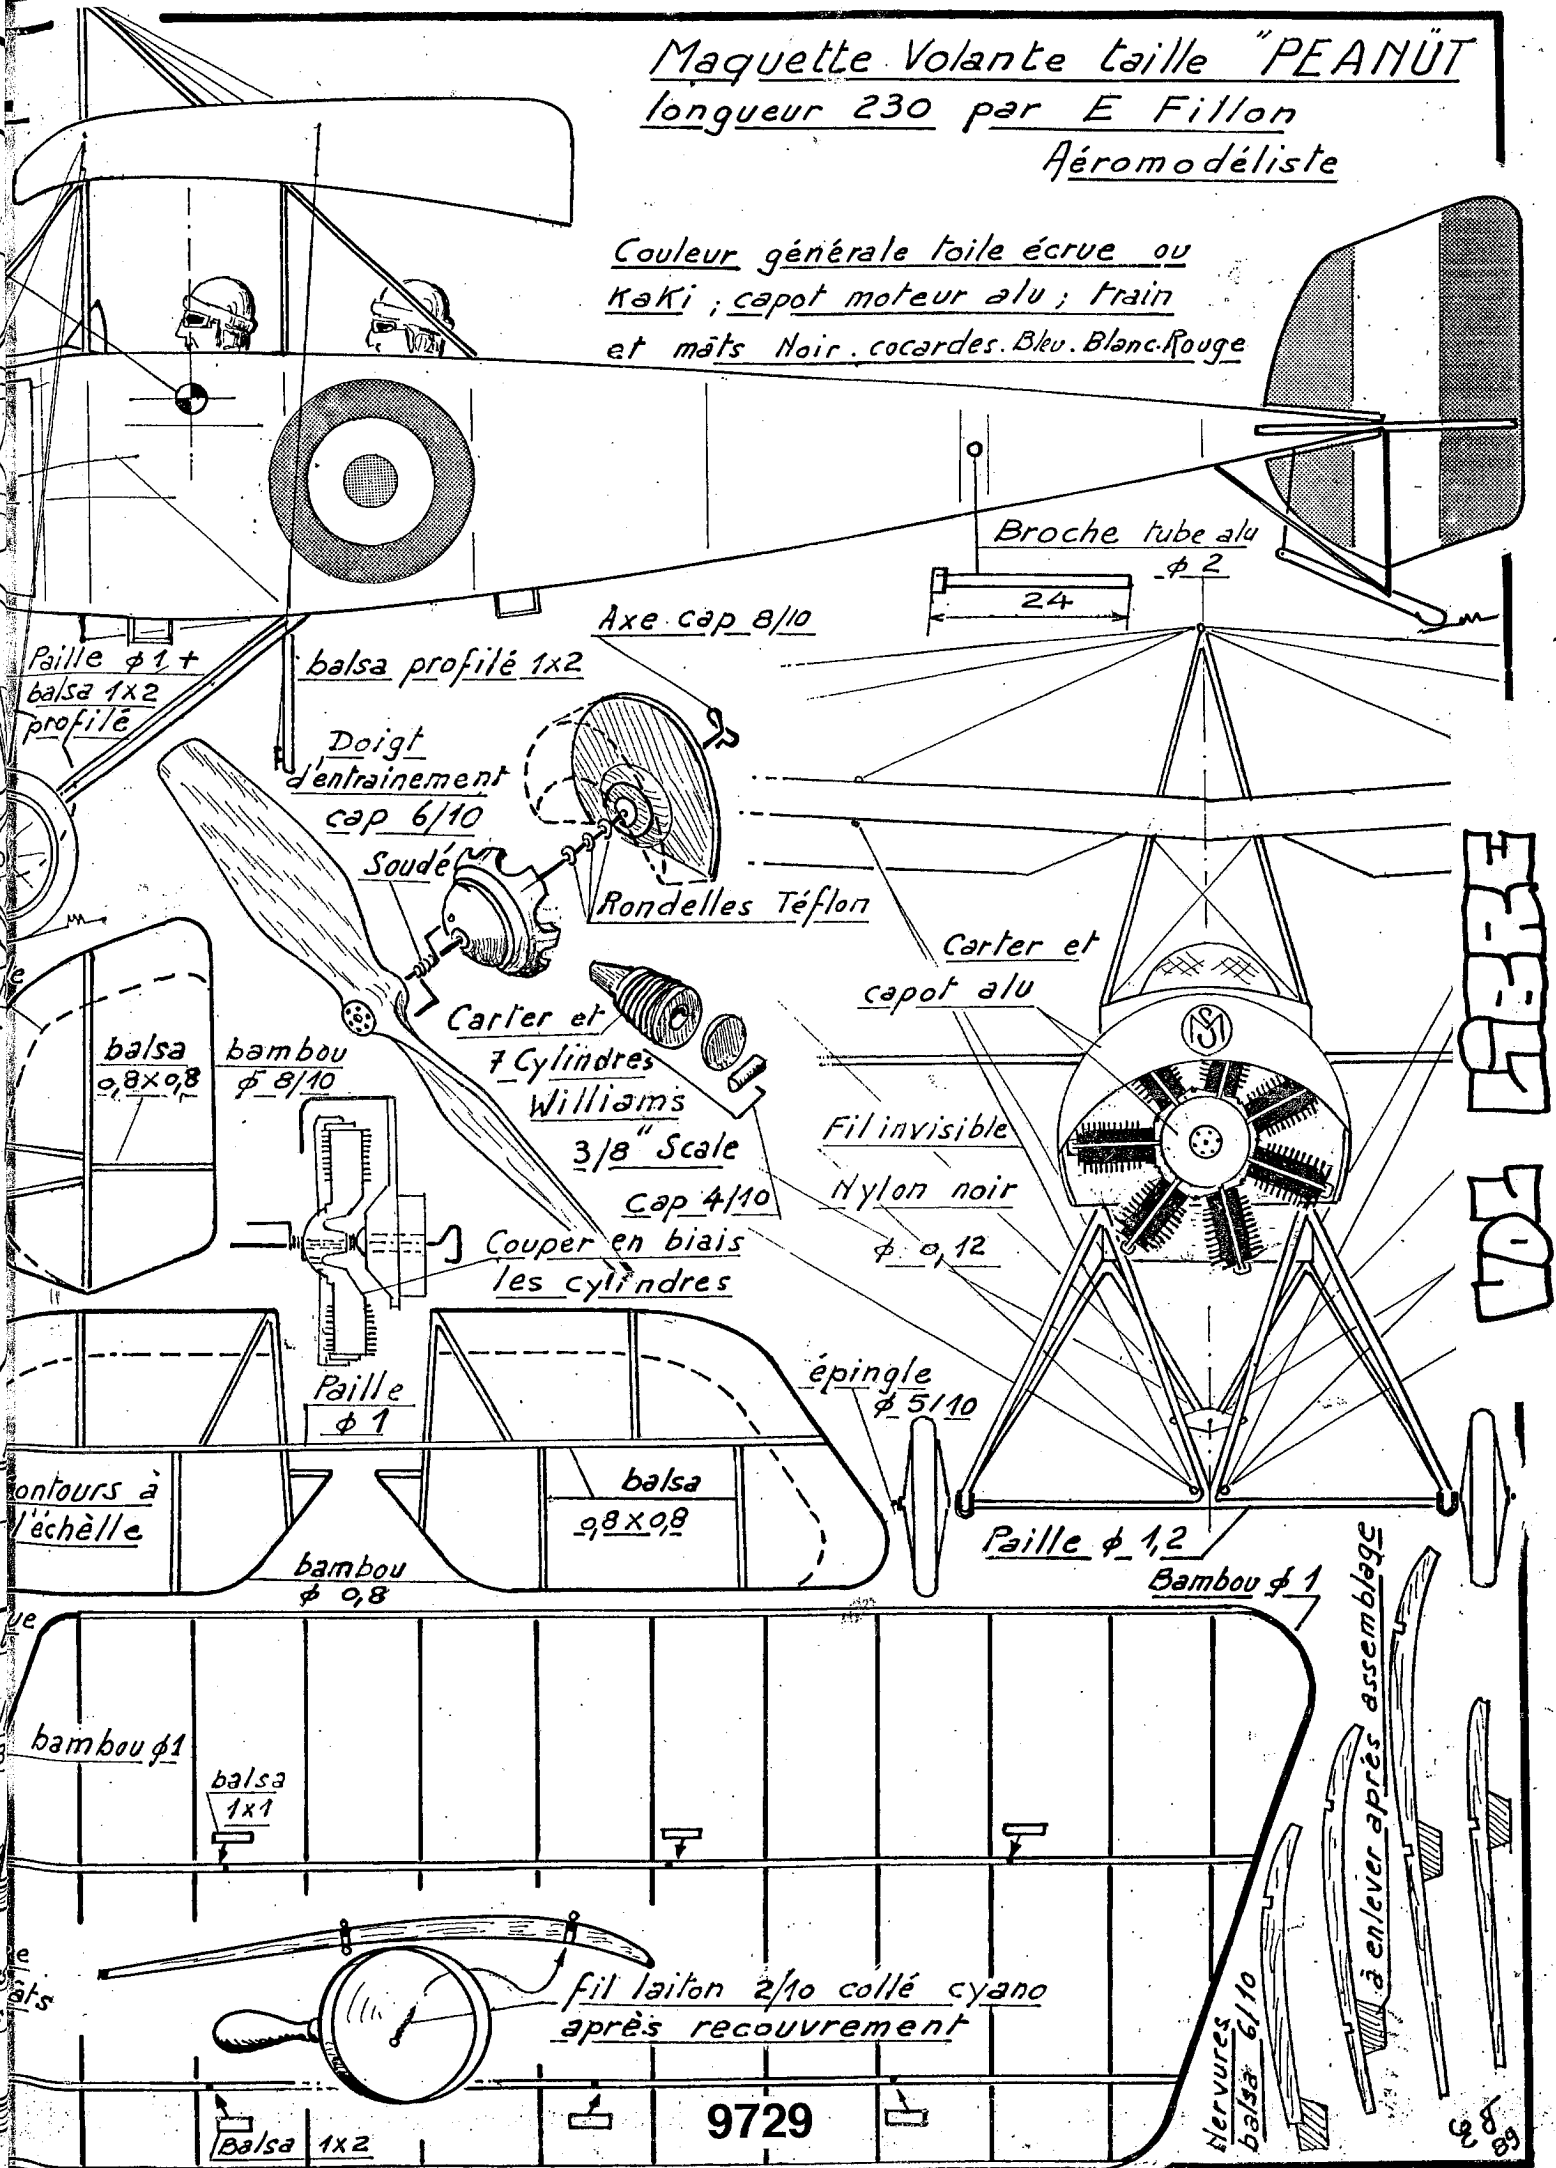 Maquette Volante taille "PEANÜT
longueur 230 par E Fillon
Aéromodéliste
Couleur générale toile écrue ou
KaKi ; capot moteur alu ; train
et mâts Noir . cocardes. Bleu. Blanc. Rouge
Broche tube alu
φ 2
24
Axe cap 8/10
Paille φ 1 +
balsa 1x2
profilé
balsa profilé 1x2
Doigt
d'entrainement
cap 6/10
Soudé
Rondelles Téflon
Carter et
capot alu
MS
VOL LIBRE
balsa
0,8X0,8
bambou
φ 8/10
Carter et
7 Cylindres
Williams
3/8" Scale
cap 4/10
Fil invisible
Nylon noir
φ 0,12
Couper en biais
les cylindres
Paille
φ 1
épingle
φ 5/10
ontours à
l'échèlle
balsa
0,8X0,8
bambou
φ 0,8
Paille φ 1,2
Bambou φ 1
bambou φ1
balsa
1x1
à enlever après assemblage
fil laiton 2/10 collé cyano
après recouvrement
Nervures
balsa 6/10
Balsa 1x2
9729
89